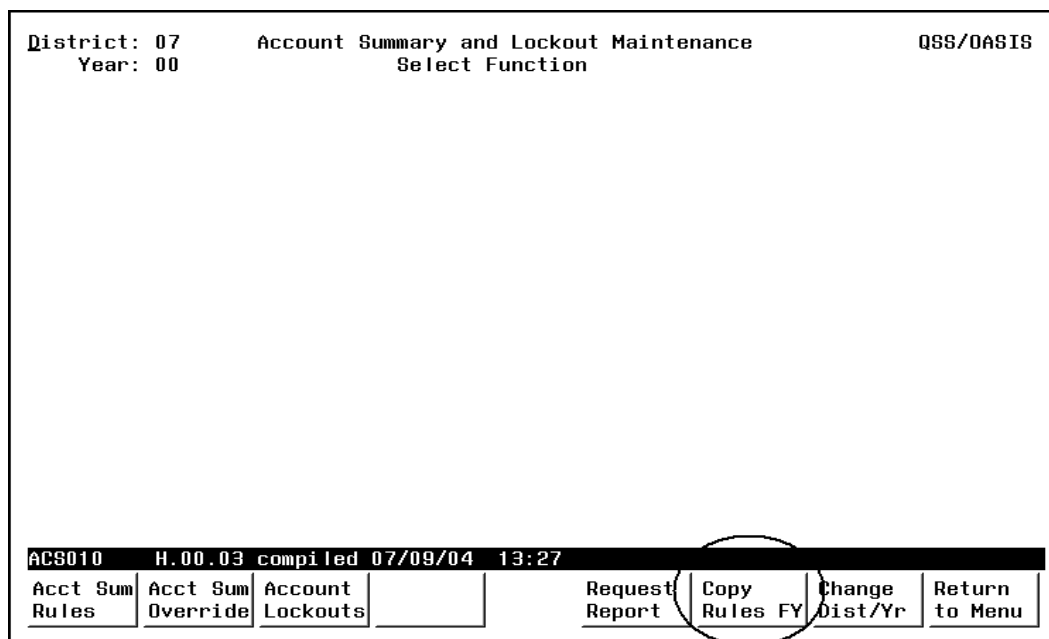 District: 07 Account Summary and Lockout Maintenance QSS/OASIS
Year: 00 Select Function
ACS010 H.00.03 compiled 07/09/04 13:27
Acct Sum Rules
Acct Sum Override
Account Lockouts
Request Report
Copy Rules FY
Change Dist/Yr
Return to Menu